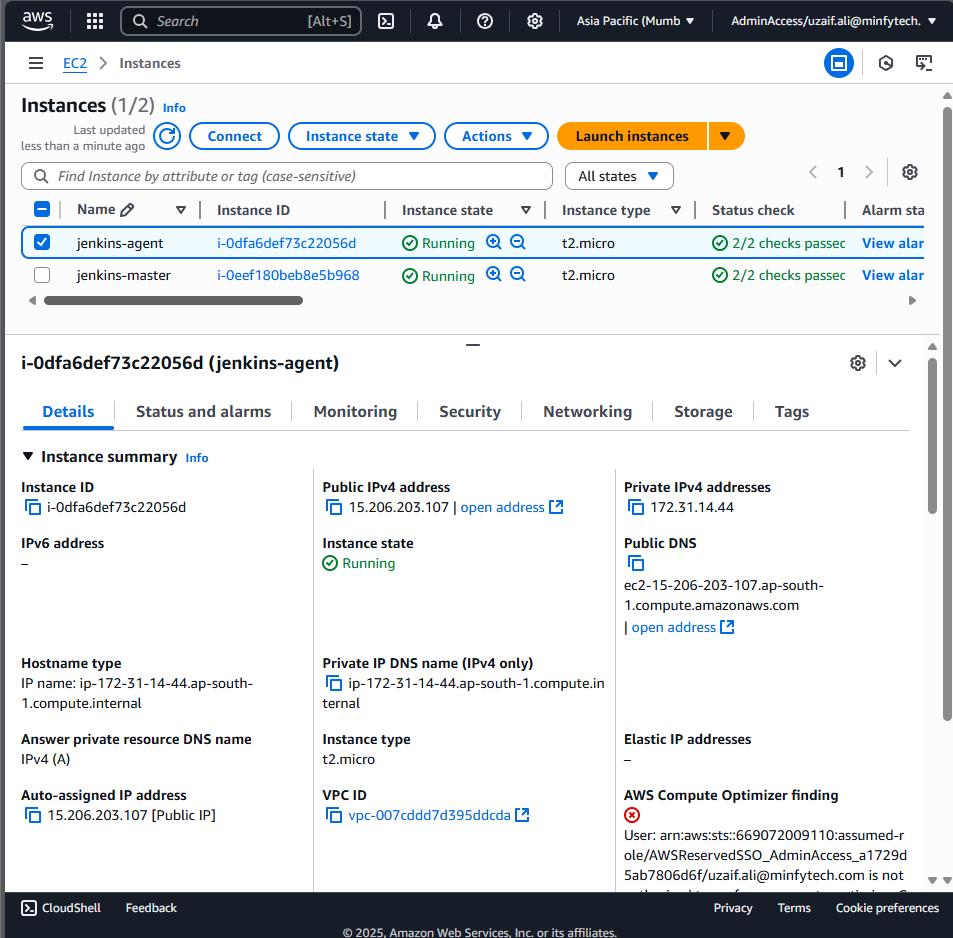 aws
Search [Alt+S]
Asia Pacific (Mumb
AdminAccess/uzaif.ali@minfytech.
EC2 > Instances
Instances (1/2) Info
Last updated
less than a minute ago
Connect
Instance state
Actions
Launch instances
Find Instance by attribute or tag (case-sensitive)
All states
1
Name Instance ID Instance state Instance type Status check Alarm sta
jenkins-agent i-0dfa6def73c22056d Running t2.micro 2/2 checks passec View alar
jenkins-master i-0eef180beb8e5b968 Running t2.micro 2/2 checks passec View alar
i-0dfa6def73c22056d (jenkins-agent)
Details Status and alarms Monitoring Security Networking Storage Tags
Instance summary Info
Instance ID
i-0dfa6def73c22056d
Public IPv4 address
15.206.203.107 | open address
Private IPv4 addresses
172.31.14.44
IPv6 address
–
Instance state
Running
Public DNS
ec2-15-206-203-107.ap-south-
1.compute.amazonaws.com
| open address
Hostname type
IP name: ip-172-31-14-44.ap-south-
1.compute.internal
Private IP DNS name (IPv4 only)
ip-172-31-14-44.ap-south-1.compute.in
ternal
Answer private resource DNS name
IPv4 (A)
Instance type
t2.micro
Elastic IP addresses
–
Auto-assigned IP address
15.206.203.107 [Public IP]
VPC ID
vpc-007cddd7d395ddcda
AWS Compute Optimizer finding
User: arn:aws:sts::669072009110:assumed-r
ole/AWSReservedSSO_AdminAccess_a1729d
5ab7806d6f/uzaif.ali@minfytech.com is not
CloudShell Feedback
Privacy Terms Cookie preferences
© 2025, Amazon Web Services, Inc. or its affiliates.